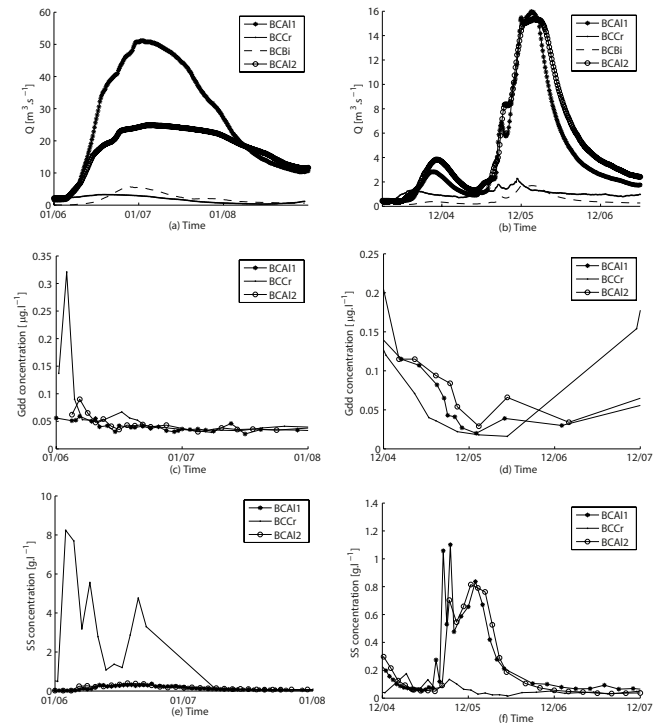 60
50
40
30
20
10
0
Q [m³.s⁻¹]
BCAl1
BCCr
BCBi
BCAl2
01/06
01/07
01/08
(a) Time
16
14
12
10
8
6
4
2
0
Q [m³.s⁻¹]
BCAl1
BCCr
BCBi
BCAl2
12/04
12/05
12/06
(b) Time
0.35
0.3
0.25
0.2
0.15
0.1
0.05
0
Gdd concentration [µg.l⁻¹]
BCAl1
BCCr
BCAl2
01/06
01/07
01/08
(c) Time
0.25
0.2
0.15
0.1
0.05
0
Gdd concentration [µg.l⁻¹]
BCAl1
BCCr
BCAl2
12/04
12/05
12/06
12/07
(d) Time
10
8
6
4
2
0
SS concentration [g.l⁻¹]
BCAl1
BCCr
BCAl2
01/06
01/07
01/08
(e) Time
1.4
1.2
1
0.8
0.6
0.4
0.2
0
SS concentration [g.l⁻¹]
BCAl1
BCCr
BCAl2
12/04
12/05
12/06
12/07
(f) Time